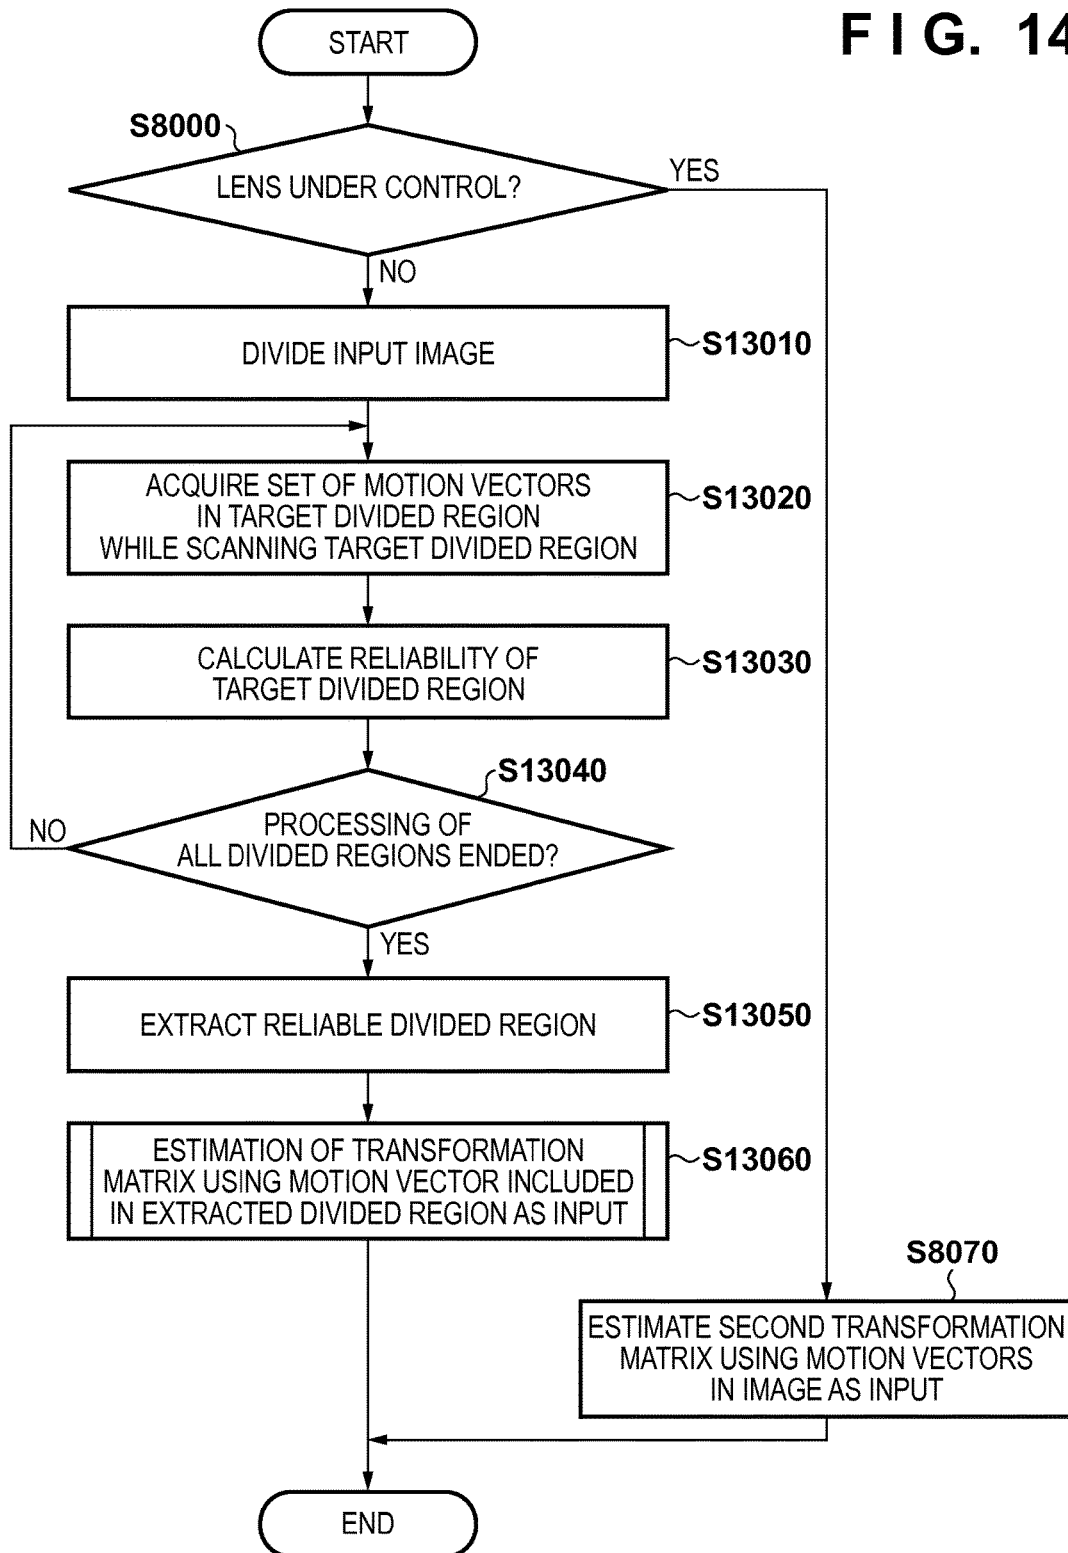 FIG. 14
START
S8000
LENS UNDER CONTROL?
YES
NO
DIVIDE INPUT IMAGE
S13010
ACQUIRE SET OF MOTION VECTORS
IN TARGET DIVIDED REGION
WHILE SCANNING TARGET DIVIDED REGION
S13020
CALCULATE RELIABILITY OF
TARGET DIVIDED REGION
S13030
S13040
PROCESSING OF
ALL DIVIDED REGIONS ENDED?
NO
YES
EXTRACT RELIABLE DIVIDED REGION
S13050
ESTIMATION OF TRANSFORMATION
MATRIX USING MOTION VECTOR INCLUDED
IN EXTRACTED DIVIDED REGION AS INPUT
S13060
S8070
ESTIMATE SECOND TRANSFORMATION
MATRIX USING MOTION VECTORS
IN IMAGE AS INPUT
END